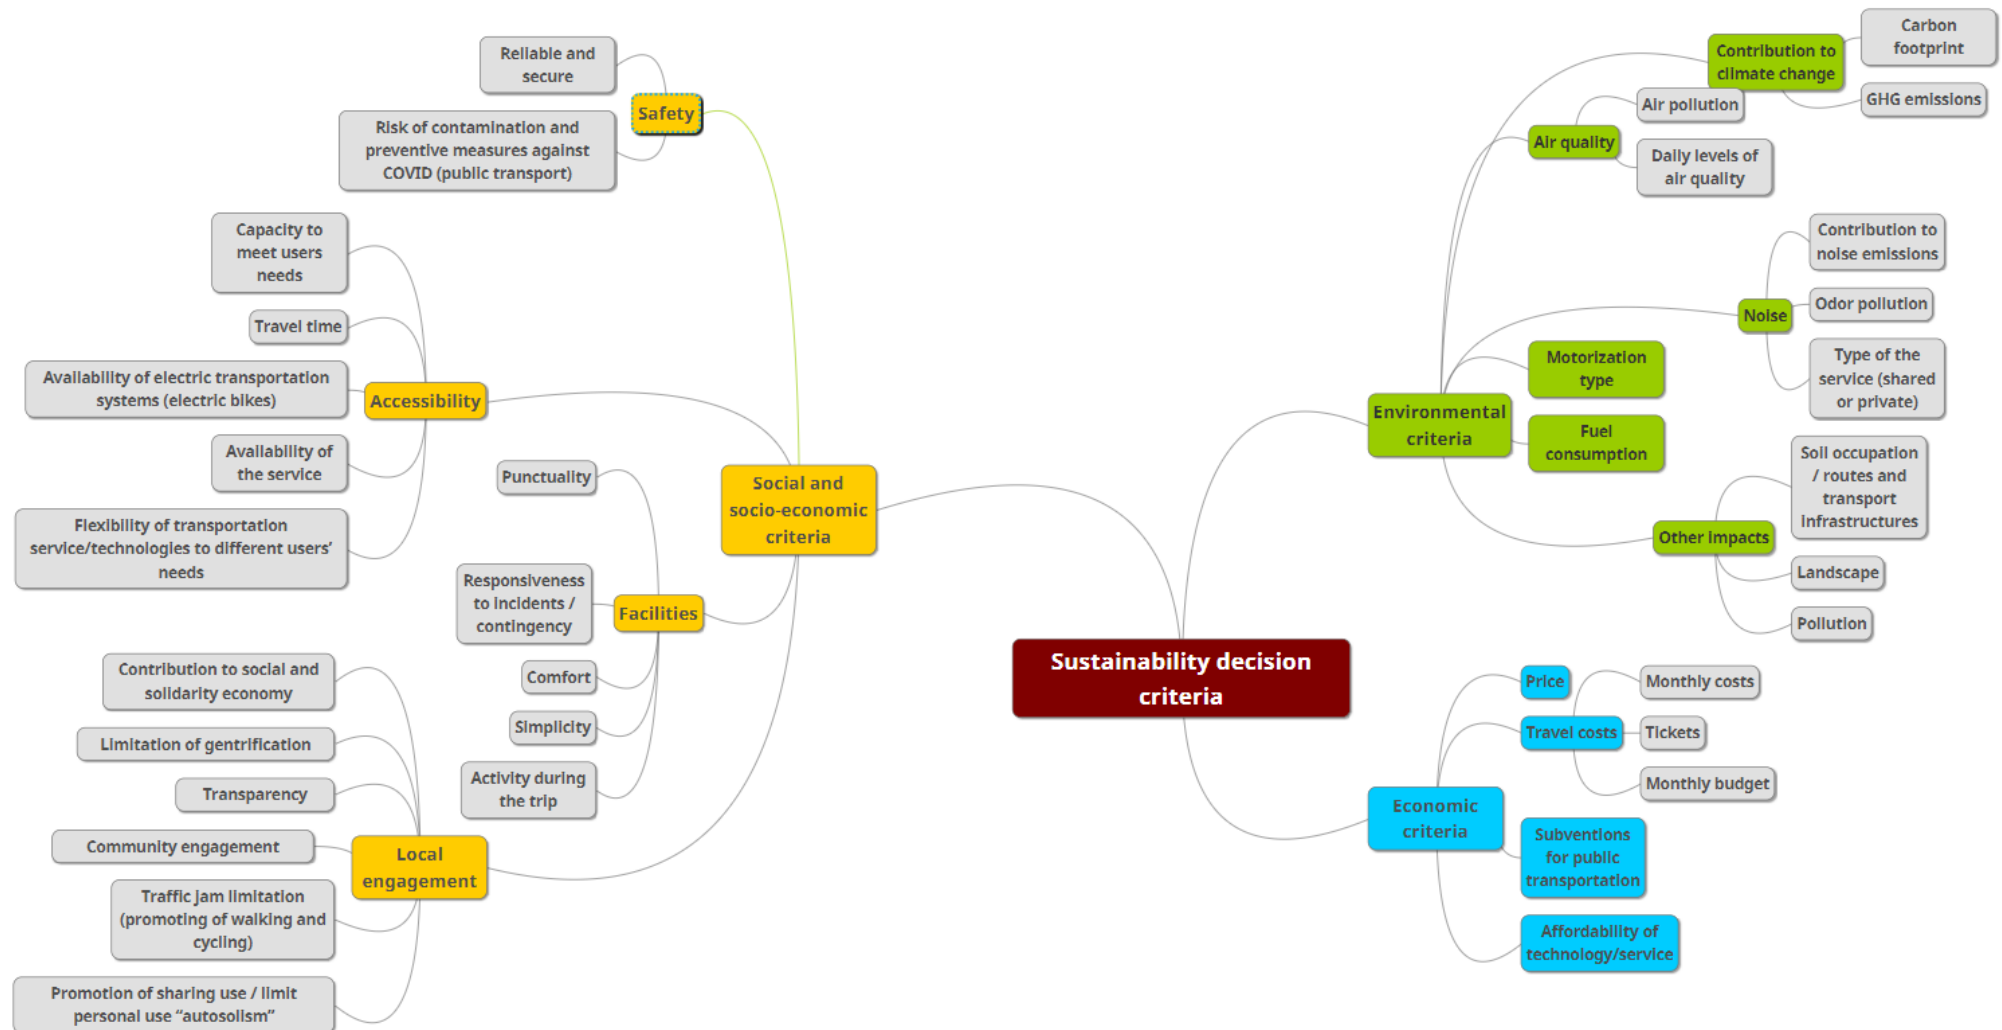 Reliable and
secure
Safety
Risk of contamination and
preventive measures against
COVID (public transport)
Capacity to
meet users
needs
Travel time
Availability of electric transportation
systems (electric bikes)
Accessibility
Availability of
the service
Flexibility of transportation
service/technologies to different users’
needs
Social and
socio-economic
criteria
Punctuality
Responsiveness
to incidents /
contingency
Facilities
Comfort
Simplicity
Activity during
the trip
Contribution to social and
solidarity economy
Limitation of gentrification
Transparency
Community engagement
Local
engagement
Traffic jam limitation
(promoting of walking and
cycling)
Promotion of sharing use / limit
personal use “autosolism”
Sustainability decision
criteria
Carbon
footprint
Contribution to
climate change
GHG emissions
Air pollution
Air quality
Daily levels of
air quality
Contribution to
noise emissions
Odor pollution
Noise
Type of the
service (shared
or private)
Motorization
type
Environmental
criteria
Fuel
consumption
Soil occupation
/ routes and
transport
infrastructures
Other impacts
Landscape
Pollution
Price
Monthly costs
Travel costs
Tickets
Monthly budget
Economic
criteria
Subventions
for public
transportation
Affordability of
technology/service